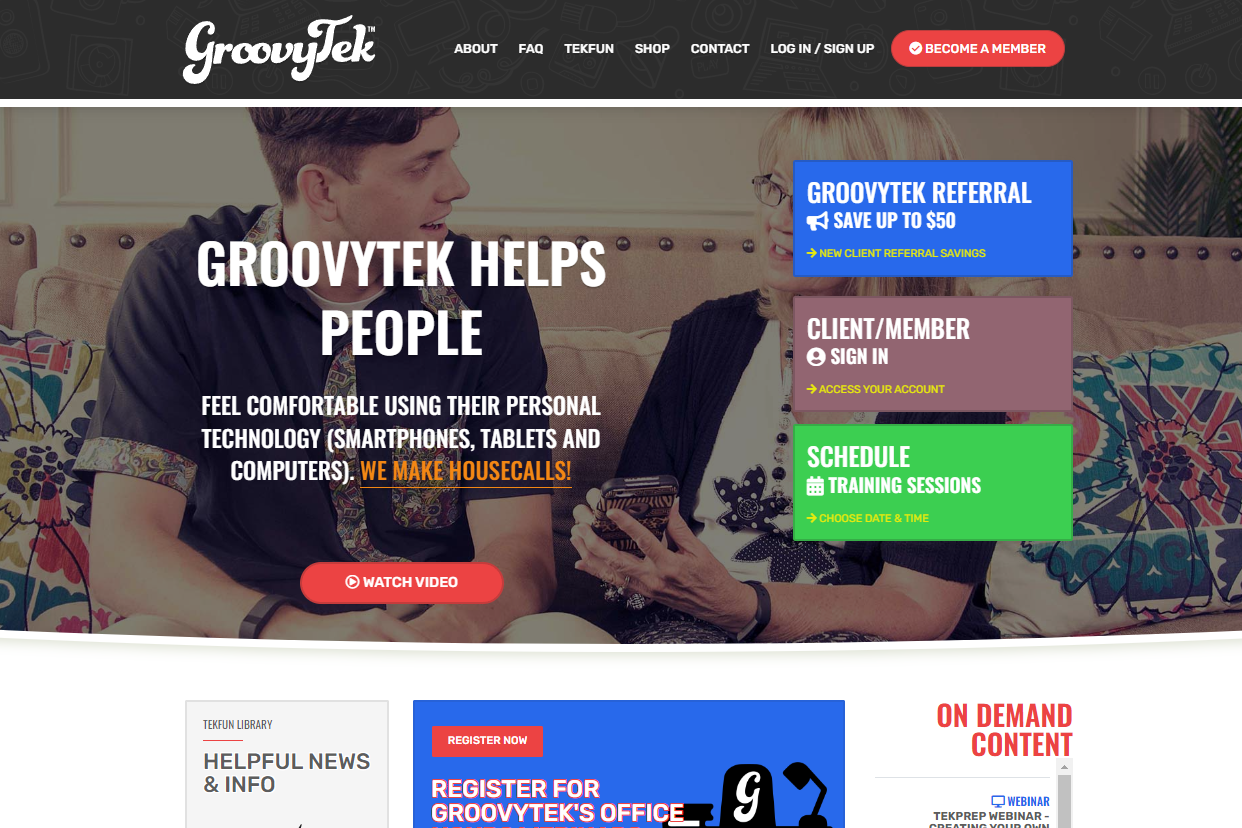 GroovyTek™
ABOUT FAQ TEKFUN SHOP CONTACT LOG IN / SIGN UP BECOME A MEMBER
GROOVYTEK HELPS
PEOPLE
FEEL COMFORTABLE USING THEIR PERSONAL
TECHNOLOGY (SMARTPHONES, TABLETS AND
COMPUTERS). WE MAKE HOUSECALLS!
WATCH VIDEO
GROOVYTEK REFERRAL
SAVE UP TO $50
NEW CLIENT REFERRAL SAVINGS
CLIENT/MEMBER
SIGN IN
ACCESS YOUR ACCOUNT
SCHEDULE
TRAINING SESSIONS
CHOOSE DATE & TIME
TEKFUN LIBRARY
HELPFUL NEWS
& INFO
REGISTER NOW
REGISTER FOR
GROOVYTEK'S OFFICE
G
ON DEMAND
CONTENT
WEBINAR
TEKPREP WEBINAR -
CREATING YOUR OWN